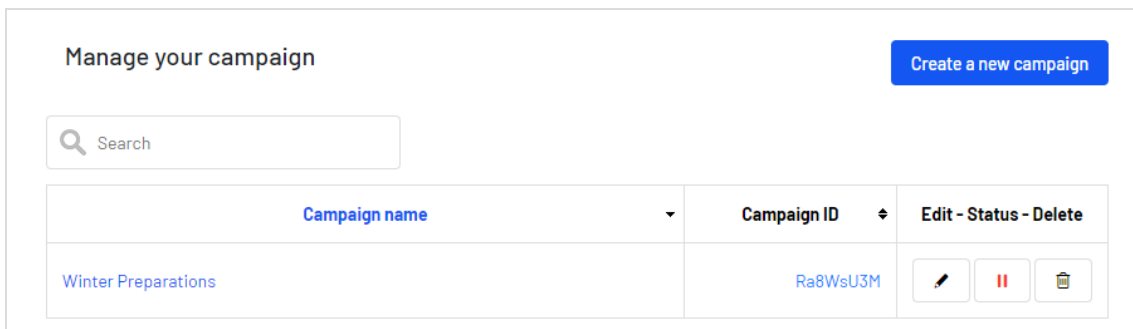 Manage your campaign
Create a new campaign
Search
Campaign name
Campaign ID
Edit - Status - Delete
Winter Preparations
Ra8WsU3M